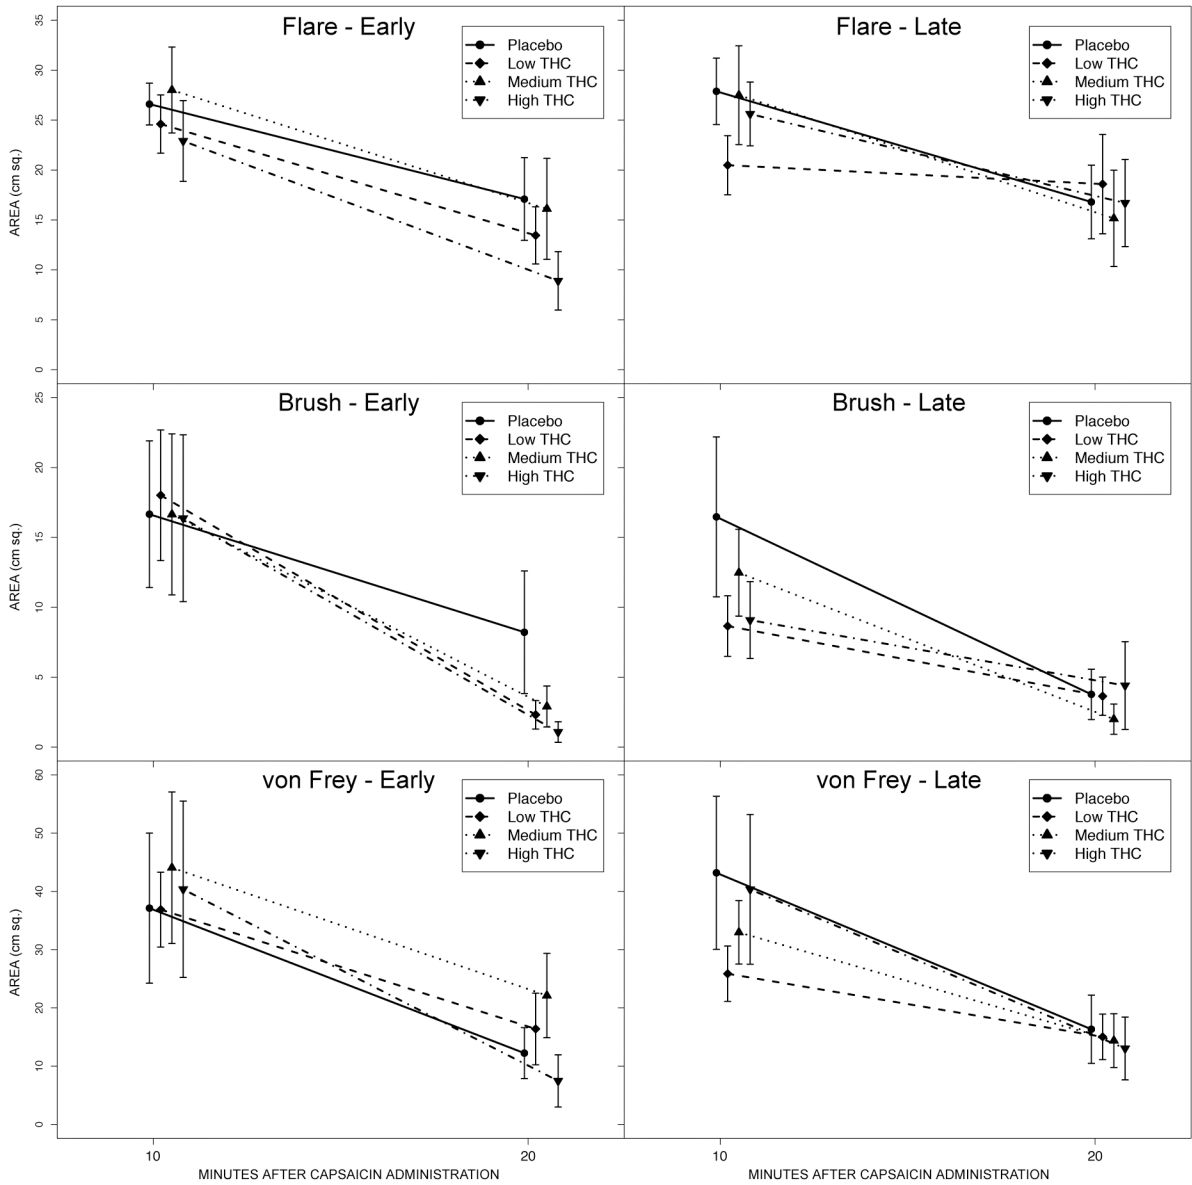 Flare - Early
Placebo
Low THC
Medium THC
High THC
AREA (cm sq.)
35
30
25
20
15
10
5
0
Flare - Late
Placebo
Low THC
Medium THC
High THC
Brush - Early
Placebo
Low THC
Medium THC
High THC
AREA (cm sq.)
25
20
15
10
5
0
Brush - Late
Placebo
Low THC
Medium THC
High THC
von Frey - Early
Placebo
Low THC
Medium THC
High THC
AREA (cm sq.)
60
50
40
30
20
10
0
10 20
MINUTES AFTER CAPSAICIN ADMINISTRATION
von Frey - Late
Placebo
Low THC
Medium THC
High THC
10 20
MINUTES AFTER CAPSAICIN ADMINISTRATION